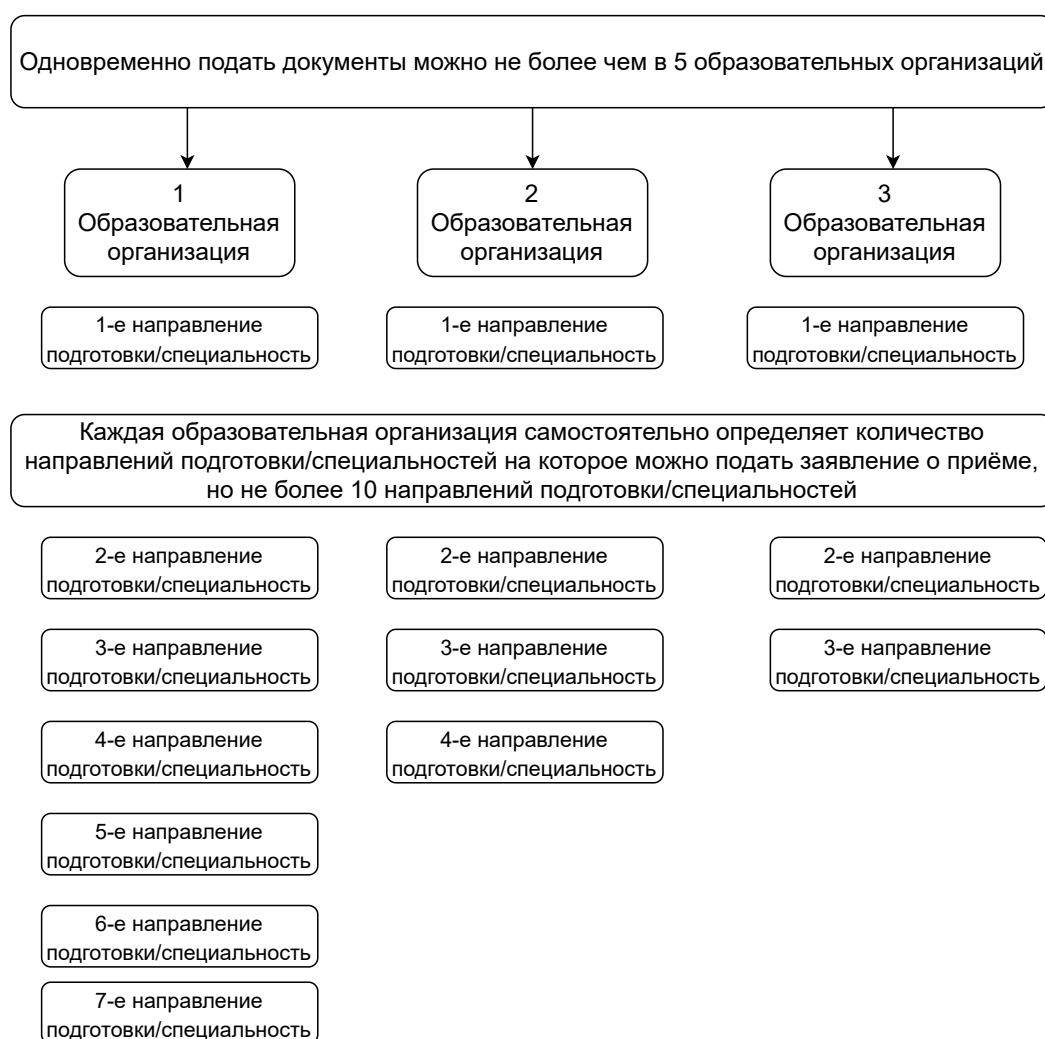 Одновременно подать документы можно не более чем в 5 образовательных организаций
1
Образовательная
организация
2
Образовательная
организация
3
Образовательная
организация
1-е направление
подготовки/специальность
1-е направление
подготовки/специальность
1-е направление
подготовки/специальность
Каждая образовательная организация самостоятельно определяет количество
направлений подготовки/специальностей на которое можно подать заявление о приёме,
но не более 10 направлений подготовки/специальностей
2-е направление
подготовки/специальность
2-е направление
подготовки/специальность
2-е направление
подготовки/специальность
3-е направление
подготовки/специальность
3-е направление
подготовки/специальность
3-е направление
подготовки/специальность
4-е направление
подготовки/специальность
4-е направление
подготовки/специальность
5-е направление
подготовки/специальность
6-е направление
подготовки/специальность
7-е направление
подготовки/специальность